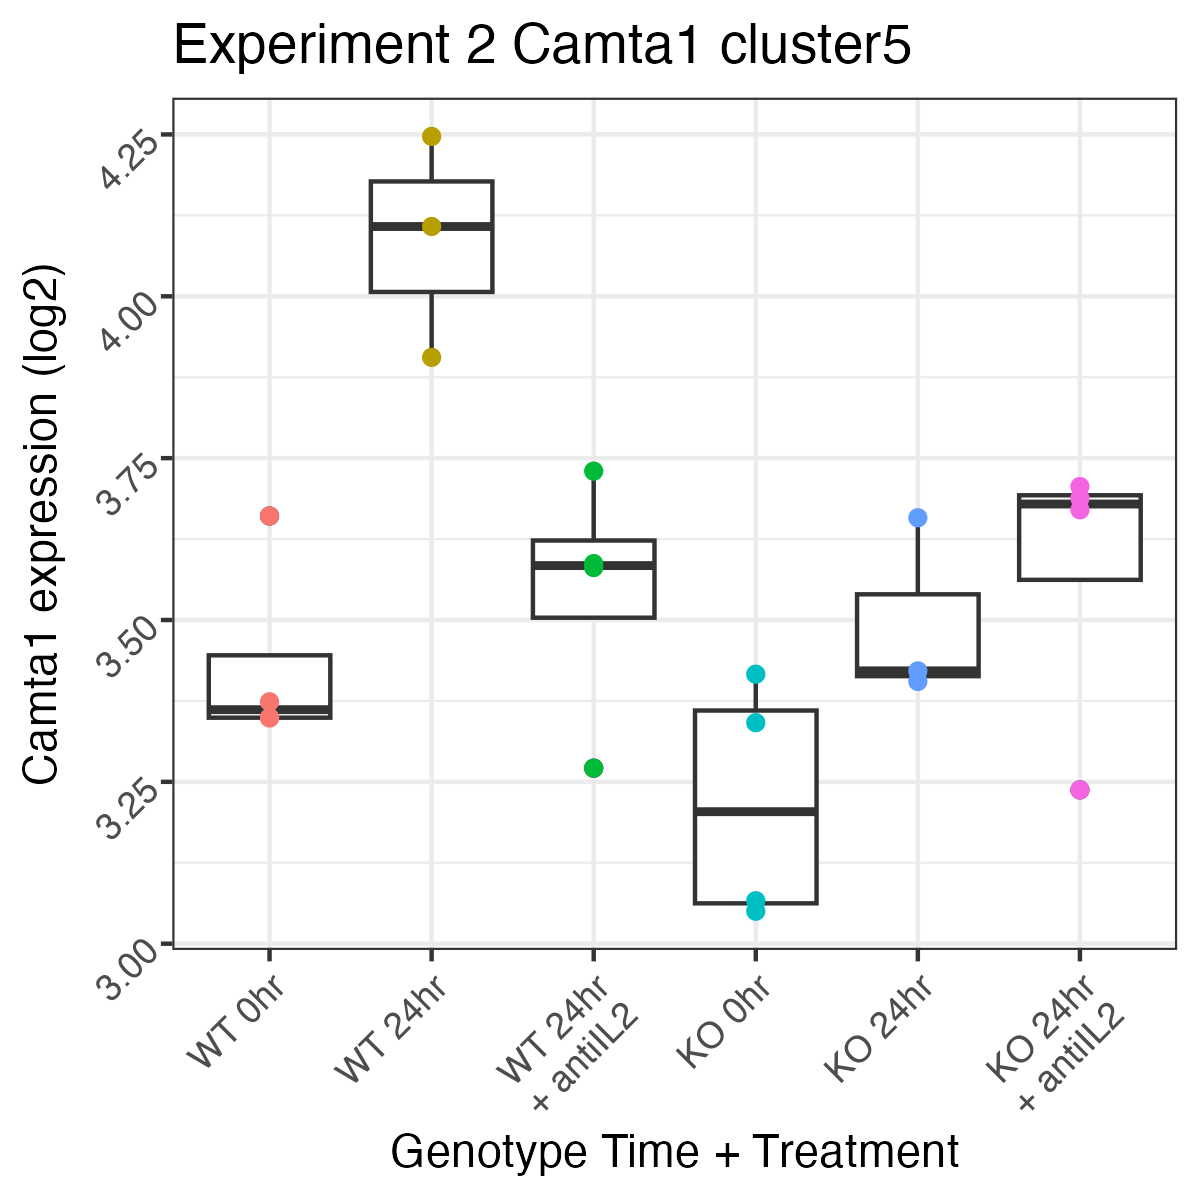 Experiment 2 Camta1 cluster5
Camta1 expression (log2)
4.25
4.00
3.75
3.50
3.25
3.00
WT 0hr
WT 24hr
WT 24hr
+ antiIL2
KO 0hr
KO 24hr
KO 24hr
+ antiIL2
Genotype Time + Treatment